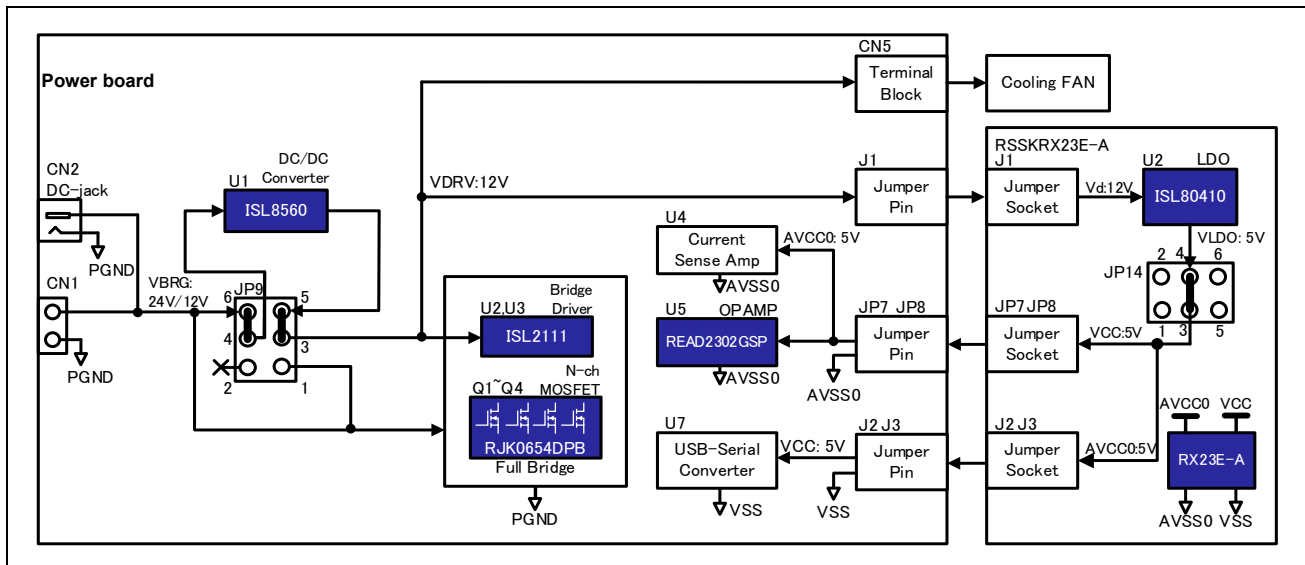 Power board
CN2
DC-jack
PGND
CN1
PGND
VBRG:
24V/12V
DC/DC
Converter
U1
ISL8560
JP9
6
5
4
3
2
1
VDRV:12V
U2,U3
Bridge
Driver
ISL2111
Q1~Q4
N-ch
MOSFET
RJK0654DPB
Full Bridge
PGND
CN5
Terminal
Block
Cooling FAN
J1
Jumper
Pin
U4
Current
Sense Amp
AVCC0: 5V
AVSS0
U5
OPAMP
READ2302GSP
AVSS0
JP7 JP8
Jumper
Pin
AVSS0
U7
USB-Serial
Converter
VCC: 5V
VSS
J2 J3
Jumper
Pin
VSS
RSSKRX23E-A
J1
Jumper
Socket
Vd:12V
U2
LDO
ISL80410
VLDO: 5V
2 4 6
JP14
1 3 5
JP7 JP8
Jumper
Socket
VCC:5V
J2 J3
Jumper
Socket
AVCC0:5V
AVCC0
VCC
RX23E-A
AVSS0
VSS